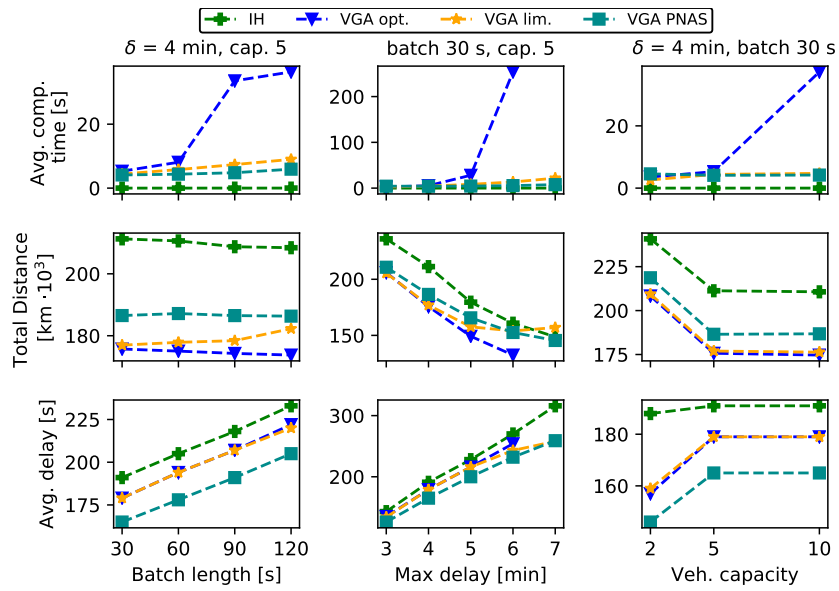 IH VGA opt. VGA lim. VGA PNAS
δ = 4 min, cap. 5
batch 30 s, cap. 5
δ = 4 min, batch 30 s
Avg. comp.
time [s]
20
0
200
100
0
20
0
Total Distance
[km ·10³]
200
180
200
150
225
200
175
Avg. delay [s]
225
200
175
300
200
180
160
30 60 90 120
3 4 5 6 7
2 5 10
Batch length [s]
Max delay [min]
Veh. capacity